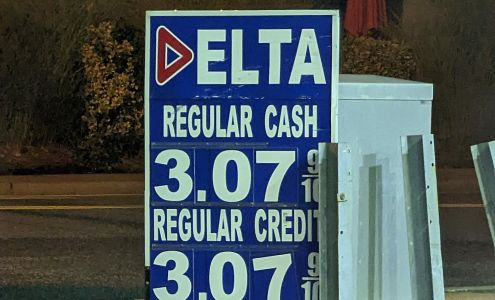 DELTA
REGULAR CASH
3.07 9/10
REGULAR CREDIT
3.07 9/10